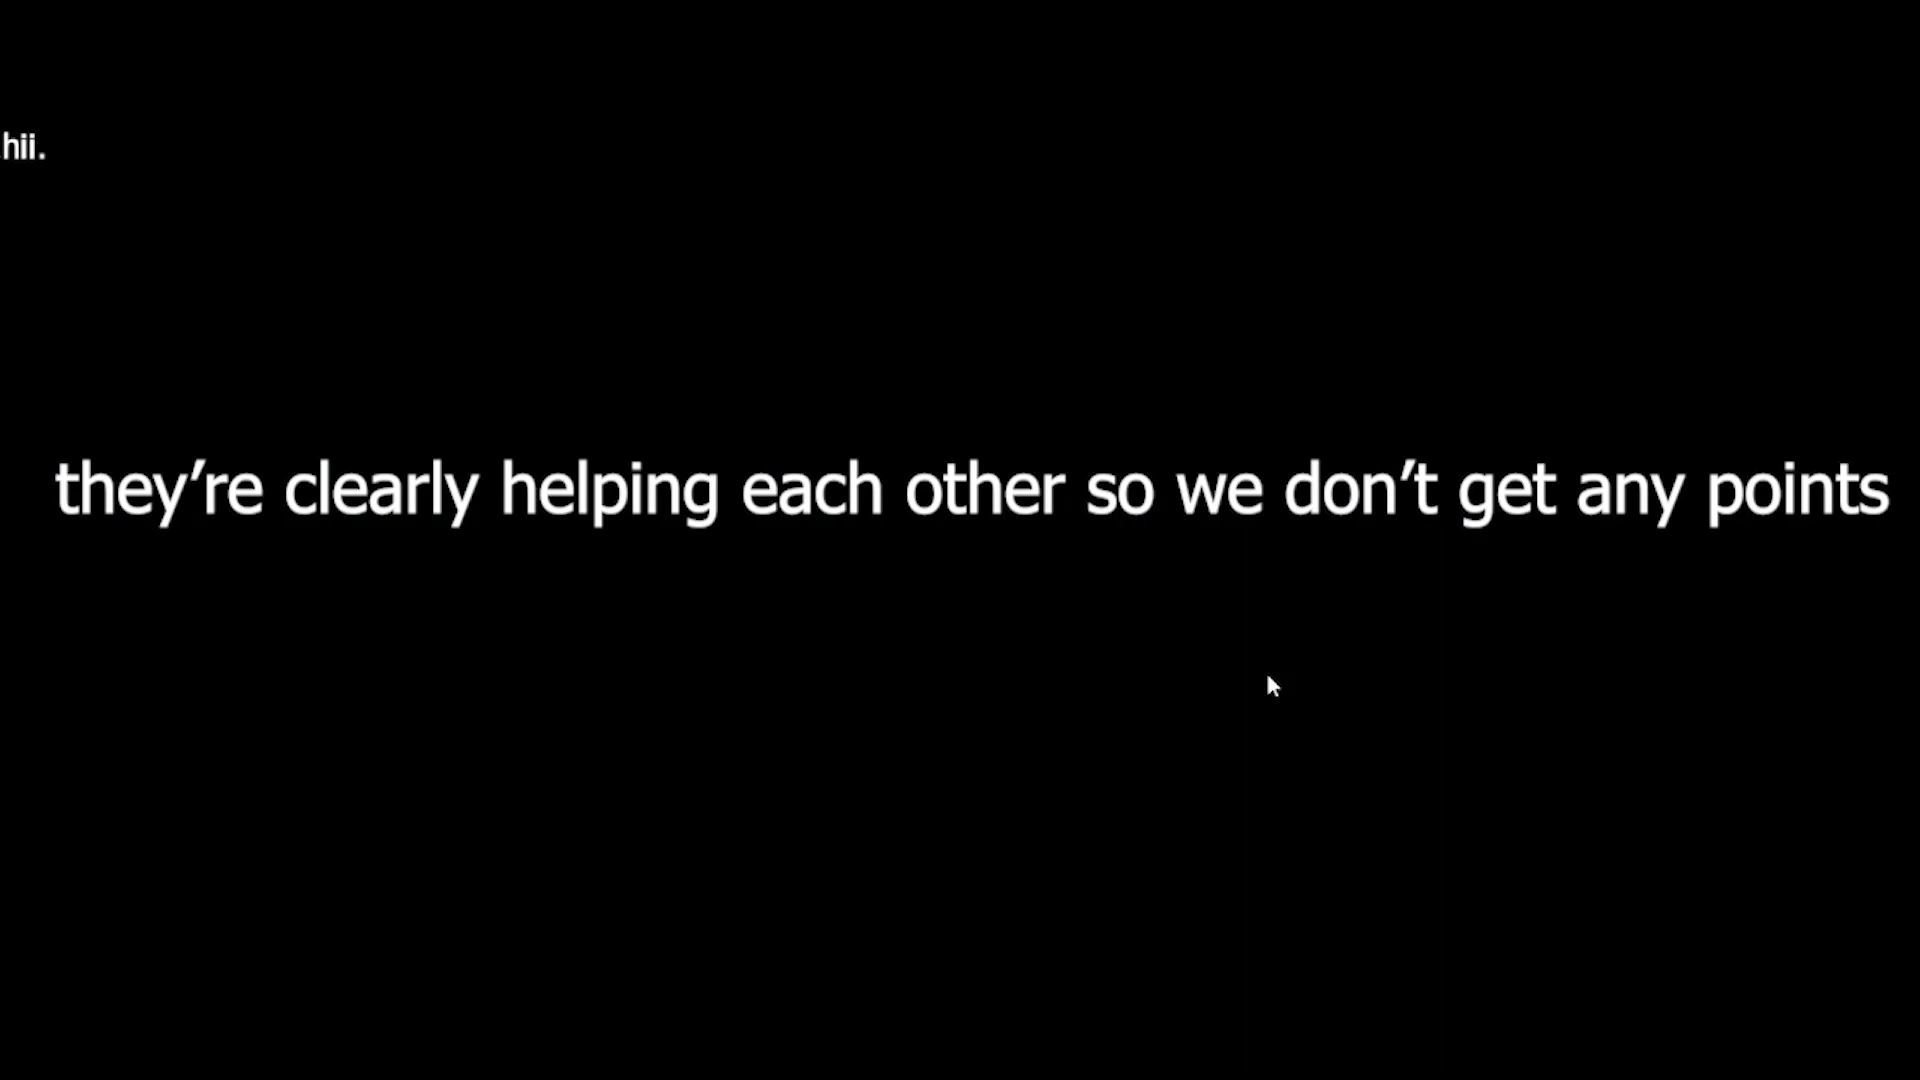 hii.
they’re clearly helping each other so we don’t get any points